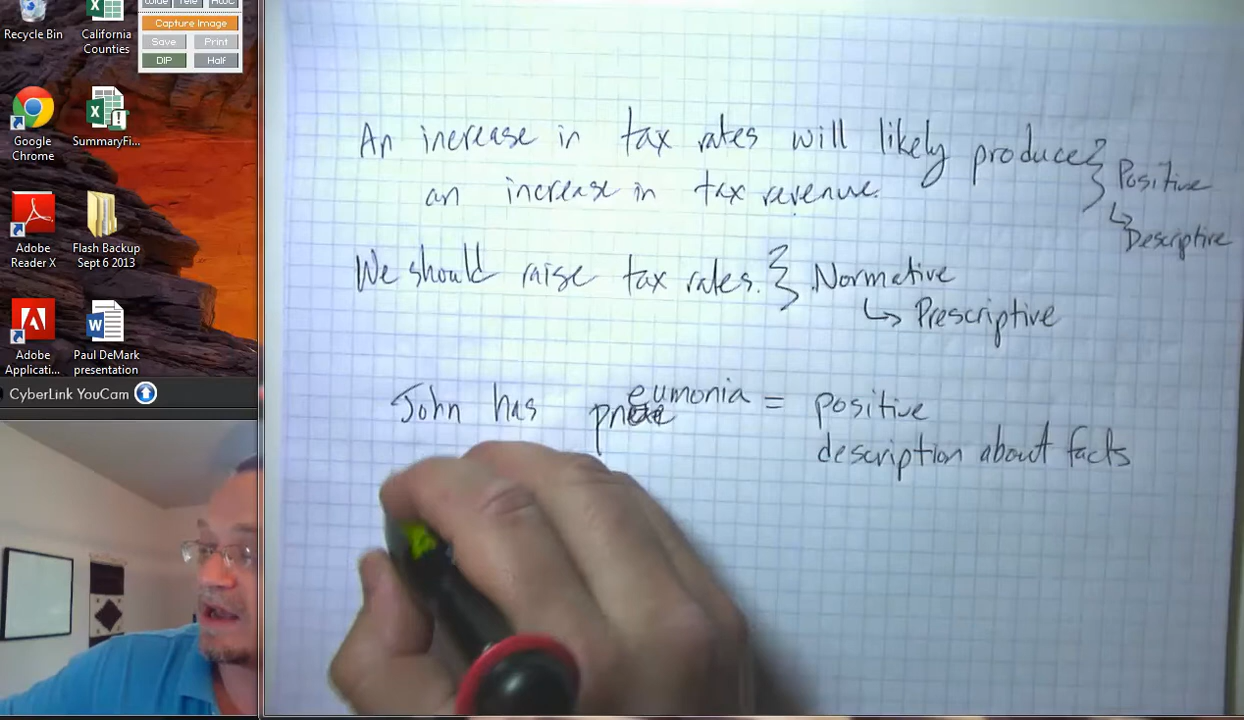 Recycle Bin
California
Counties
Wide Tele
Capture Image
Save Print
DIP Half
Google
Chrome
SummaryFi...
Adobe
Reader X
Flash Backup
Sept 6 2013
Adobe
Applicati...
Paul DeMark
presentation
CyberLink YouCam
An increase in tax rates will likely produce
an increase in tax revenue.
Positive
↳ Descriptive
We should raise tax rates. } Normative
↳ Prescriptive
John has pneumonia = positive
description about facts